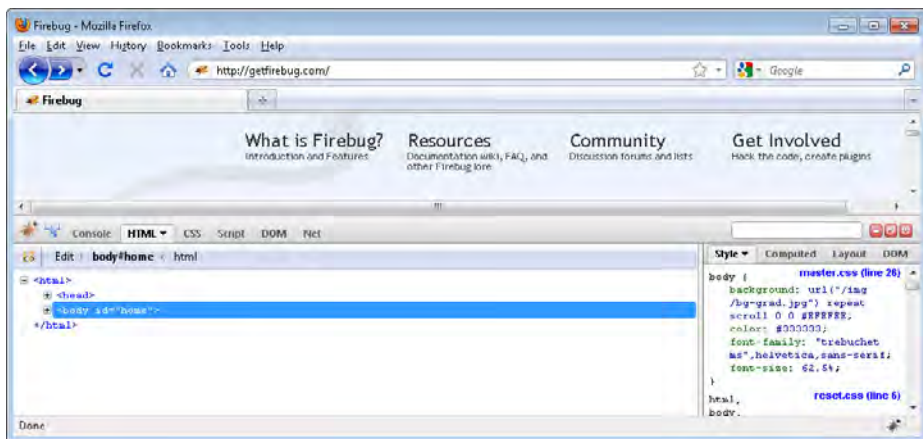 Firebug - Mozilla Firefox
File Edit View History Bookmarks Tools Help
http://getfirebug.com/
Google
Firebug
What is Firebug? Resources Community Get Involved
Introduction and Features Documentation wiki, FAQ, and Discussion forums and lists Hack the code, create plugins
other Firebug lore
Console HTML CSS Script DOM Net
Edit body#home < html
Style Computed Layout DOM
<html>
<head>
<body id="home">
</html>
body { master.css (line 26)
background: url("/img
/bg-grad.jpg") repeat
scroll 0 0 #EFEFEE;
color: #333333;
font-family: "trebuchet
ms",helvetica,sans-serif;
font-size: 62.5%;
}
html, reset.css (line 6)
body,
Done